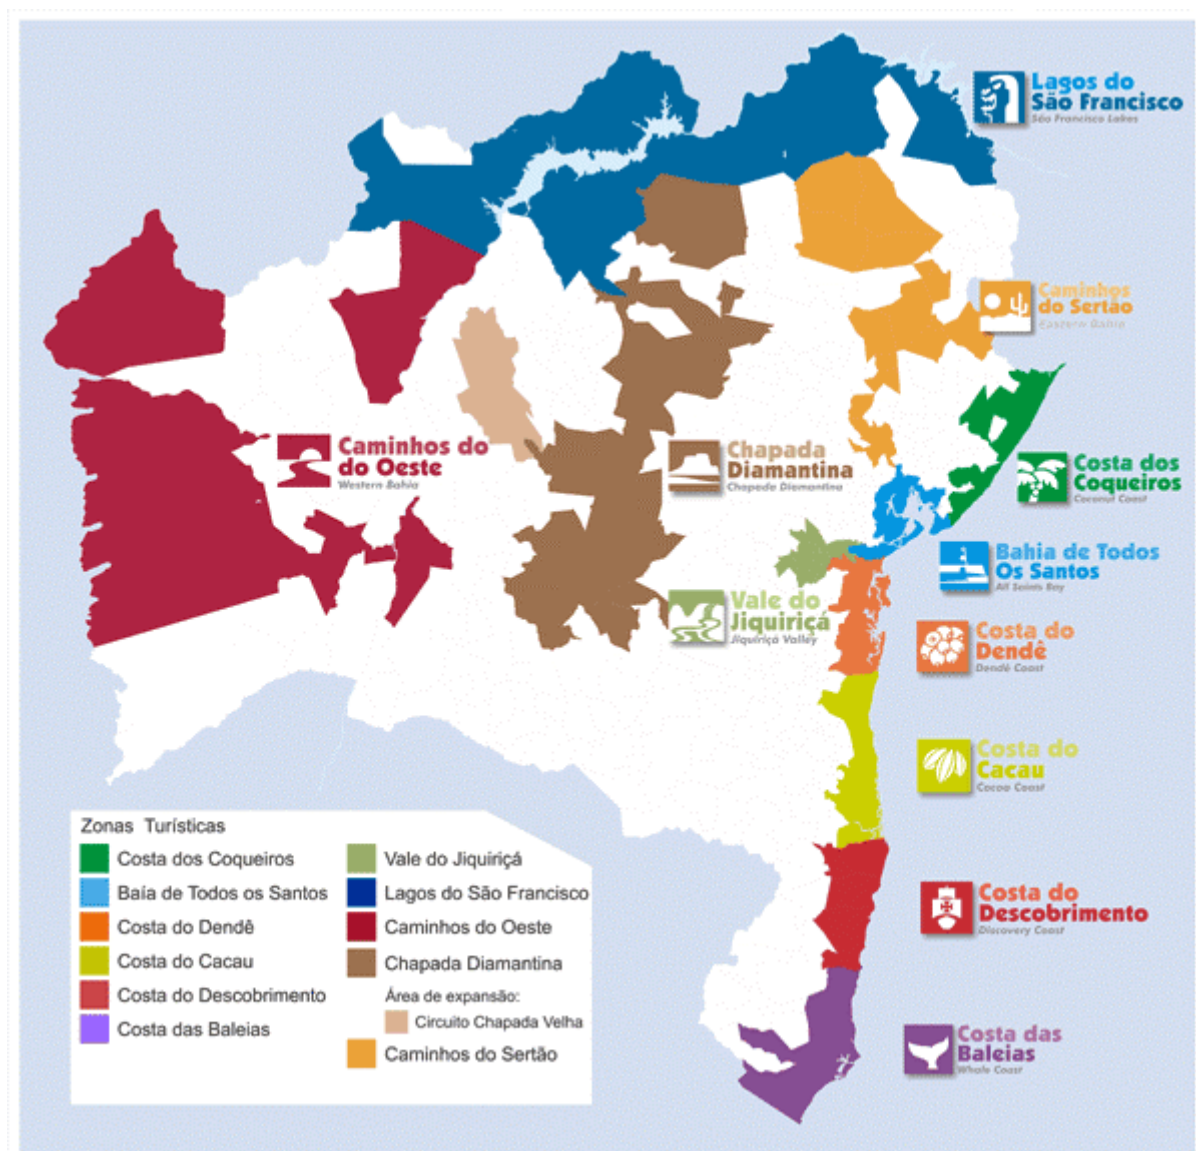 Lagos do
São Francisco
São Francisco Lakes
Caminhos
do Sertão
Eastern Bahia
Caminhos do
do Oeste
Western Bahia
Chapada
Diamantina
Chapada Diamantina
Costa dos
Coqueiros
Coconut Coast
Bahia de Todos
Os Santos
All Saints Bay
Vale do
Jiquiriçá
Jiquiriçá Valley
Costa do
Dendê
Dendê Coast
Costa do
Cacau
Cocoa Coast
Costa do
Descobrimento
Discovery Coast
Costa das
Baleias
Whale Coast
Zonas Turísticas
Costa dos Coqueiros
Baía de Todos os Santos
Costa do Dendê
Costa do Cacau
Costa do Descobrimento
Costa das Baleias
Vale do Jiquiriçá
Lagos do São Francisco
Caminhos do Oeste
Chapada Diamantina
Área de expansão:
Circuito Chapada Velha
Caminhos do Sertão